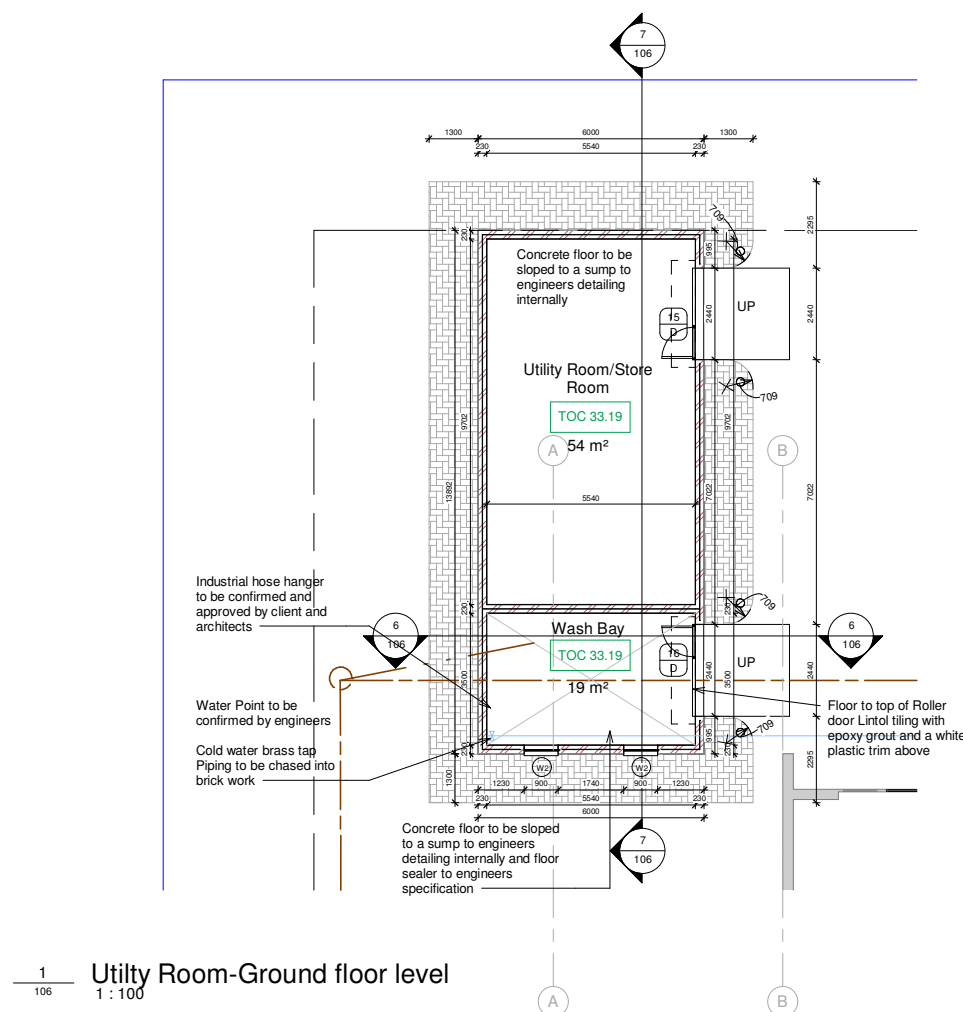 7
106
1300
6000
1300
230
5540
230
709
2295
230
995
Concrete floor to be
sloped to a sump to
engineers detailing
internally
15
D
2440
UP
2440
Utility Room/Store
Room
TOC 33.19
54 m²
709
A
B
9702
9702
13892
7022
7022
5540
Industrial hose hanger
to be confirmed and
approved by client and
architects
230
230
709
6
106
Wash Bay
TOC 33.19
19 m²
16
D
UP
6
106
3500
2440
3500
2440
Water Point to be
confirmed by engineers
Floor to top of Roller
door Lintol tiling with
epoxy grout and a white
plastic trim above
Cold water brass tap
Piping to be chased into
brick work
230
995
230
709
2295
W2
W2
1300
1230
900
1740
900
1230
230
5540
230
6000
Concrete floor to be sloped
to a sump to engineers
detailing internally and floor
sealer to engineers
specification
7
106
1
106
Utilty Room-Ground floor level
1 : 100
A
B